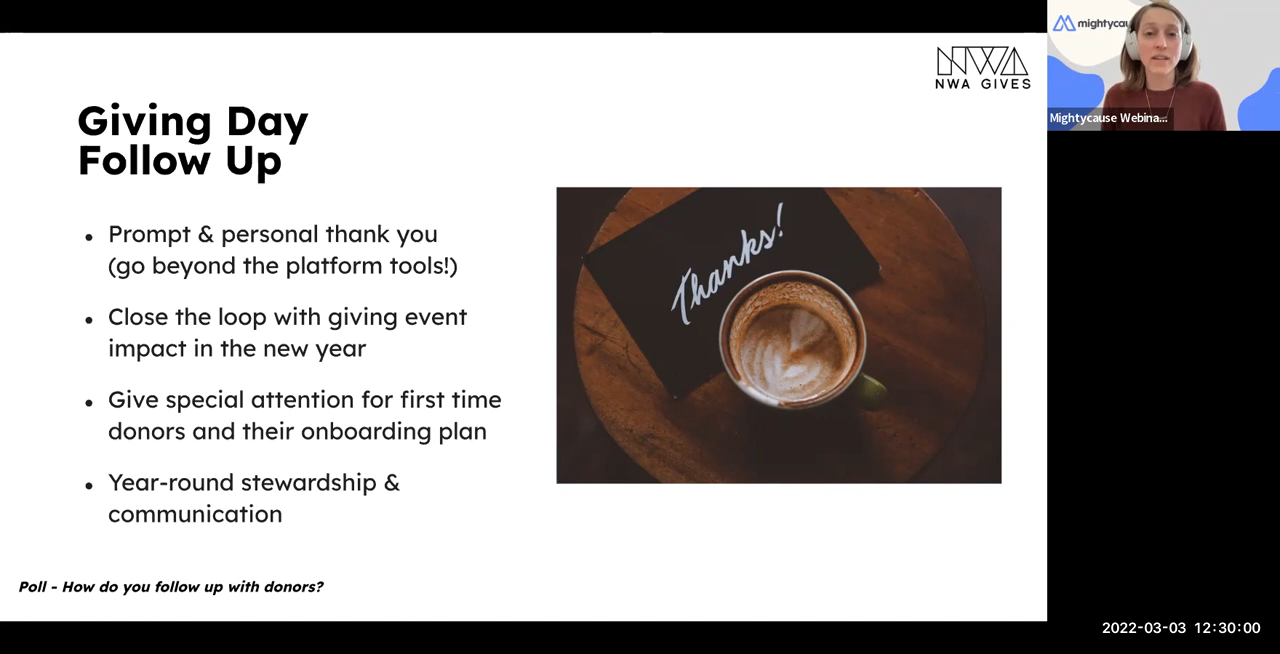 NWA
NWA GIVES
Giving Day
Follow Up
• Prompt & personal thank you
(go beyond the platform tools!)
• Close the loop with giving event
impact in the new year
• Give special attention for first time
donors and their onboarding plan
• Year-round stewardship &
communication
Thanks!
Poll - How do you follow up with donors?
mightycau
Mightycause Webina...
2022-03-03 12:30:00